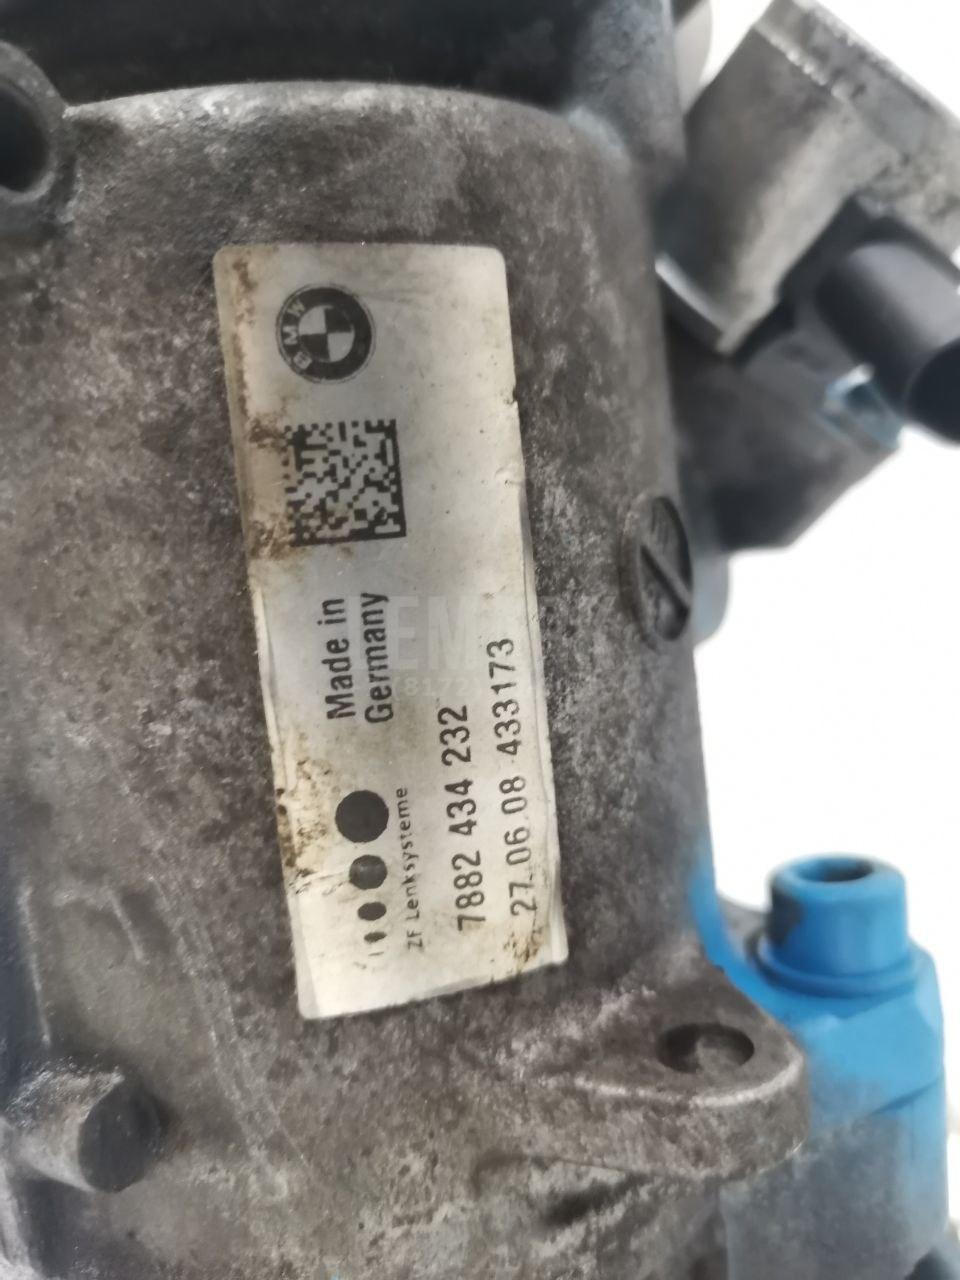 BMW
Made in
Germany
ZF Lenksysteme
7882 434 232
27.06.08 433173